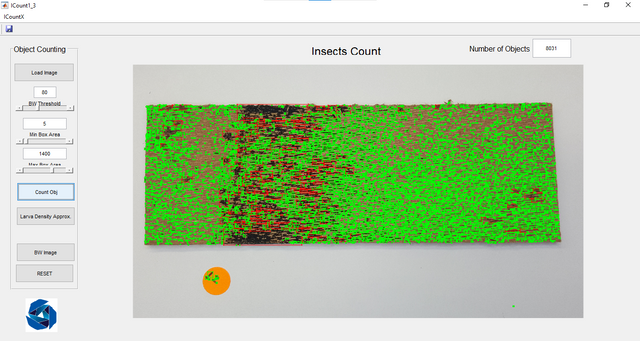 ICount1_3
ICountX
Object Counting
Insects Count
Number of Objects
8031
Load Image
80
BW Threshold
5
Min Box Area
1400
Max Box Area
Count Obj
Larva Density Approx.
BW Image
RESET